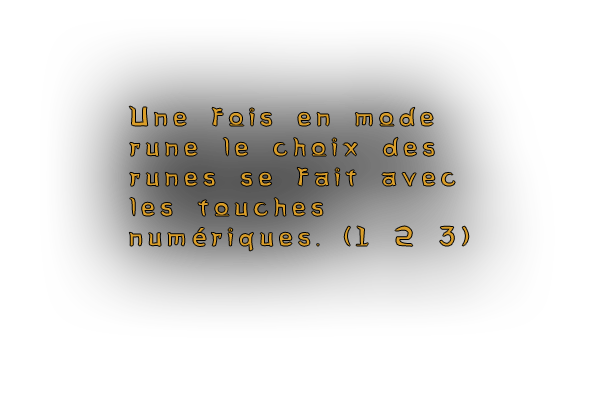 Une fois en mode
rune le choix des
runes se fait avec
les touches
numériques. (1 2 3)